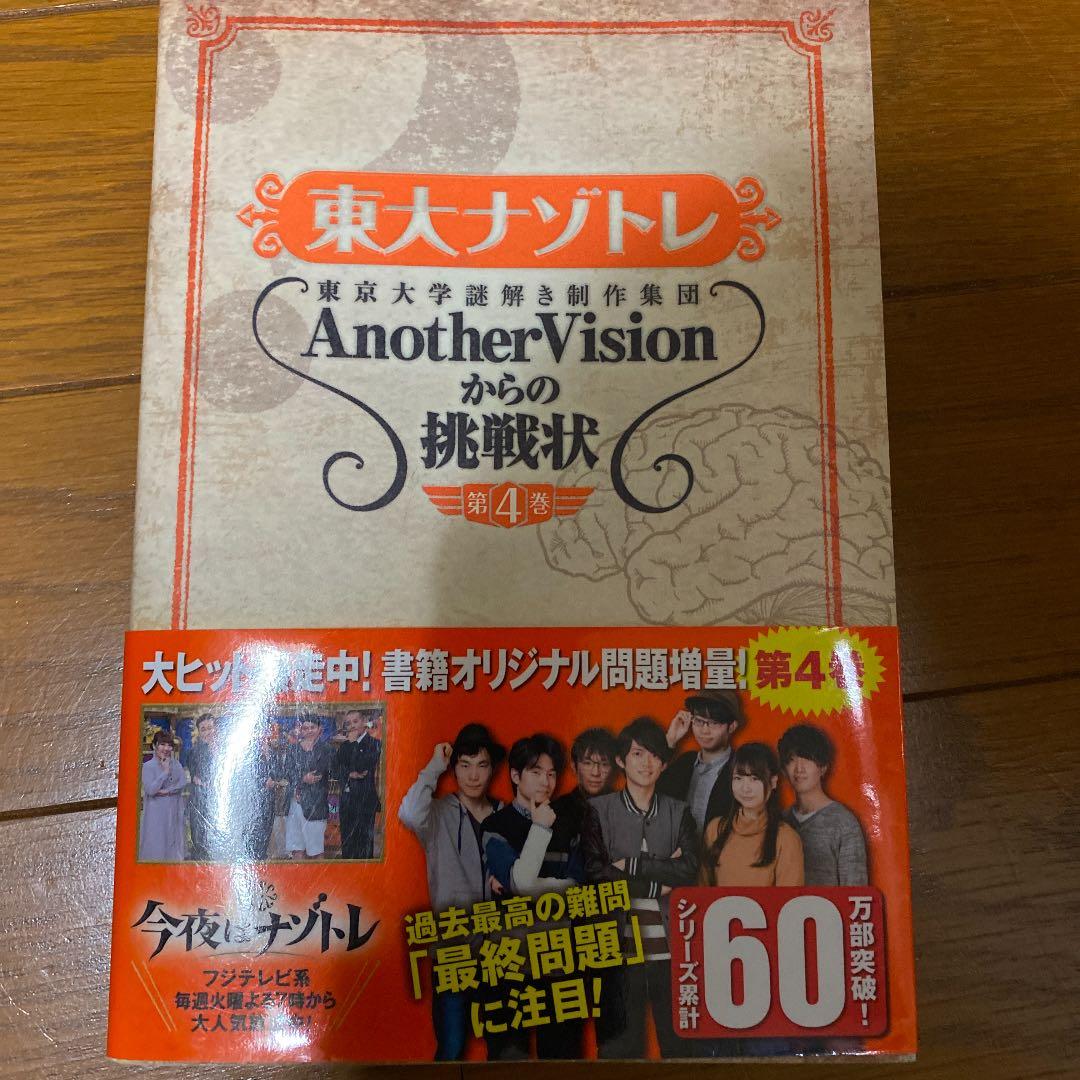 東大ナゾトレ
東京大学謎解き制作集団
AnotherVision
からの
挑戦状
第4巻
大ヒット走中!書籍オリジナル問題増量!
第4巻
今夜はナゾトレ
フジテレビ系
毎週火曜よる7時から
大人気
過去最高の難問
「最終問題」
に注目!
シリーズ累計
60
万部突破!